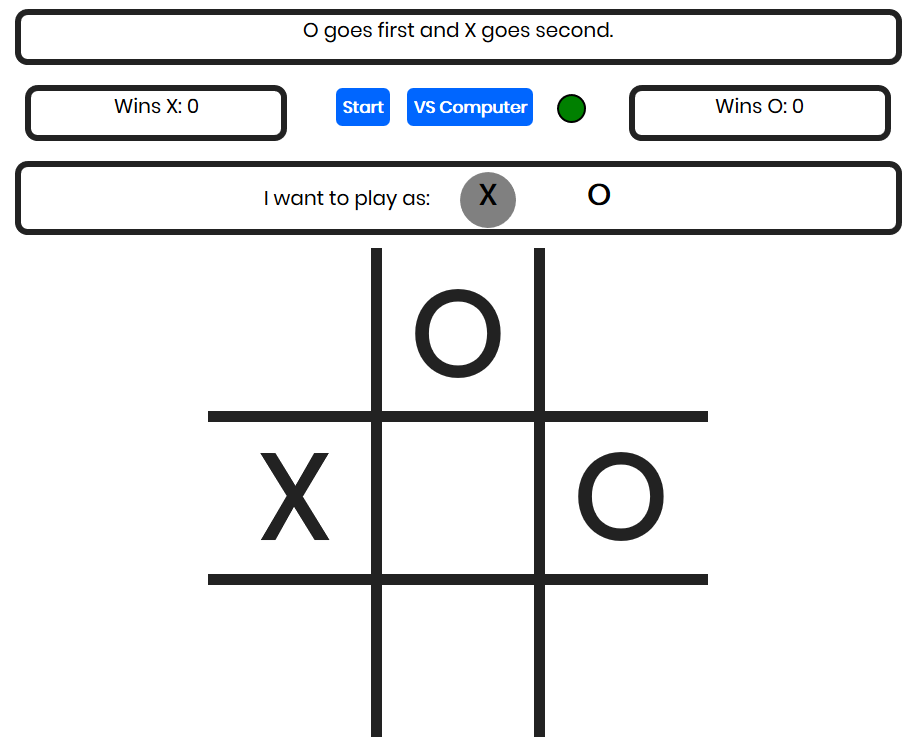 O goes first and X goes second.
Wins X: 0 Start VS Computer Wins O: 0
I want to play as: X O
O
X O